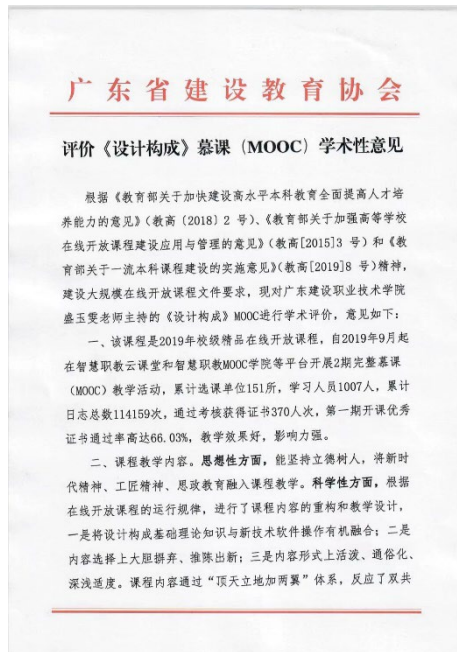 广东省建设教育协会
评价《设计构成》慕课（MOOC）学术性意见
根据《教育部关于加快建设高水平本科教育全面提高人才培
养能力的意见》（教高〔2018〕2 号）、《教育部关于加强高等学校
在线开放课程建设应用与管理的意见》（教高[2015]3 号）和《教
育部关于一流本科课程建设的实施意见》（教高[2019]8 号）精神，
建设大规模在线开放课程文件要求，现对广东建设职业技术学院
盛玉雯老师主持的《设计构成》MOOC进行学术评价，意见如下：
一、该课程是2019年校级精品在线开放课程，自2019年9月起
在智慧职教云课堂和智慧职教MOOC学院等平台开展2期完整慕课
（MOOC）教学活动，累计选课单位151所，学习人员1007人，累计
日志总数114159次，通过考核获得证书370人次，第一期开课优秀
证书通过率高达66.03%，教学效果好，影响力强。
二、课程教学内容。思想性方面，能坚持立德树人，将新时
代精神、工匠精神、思政教育融入课程教学。科学性方面，根据
在线开放课程的运行规律，进行了课程内容的重构和教学设计，
一是将设计构成基础理论知识与新技术软件操作有机融合；二是
内容选择上大胆摒弃、推陈出新；三是内容形式上活泼、通俗化、
深浅适度。课程内容通过“顶天立地加两翼”体系，反应了双共